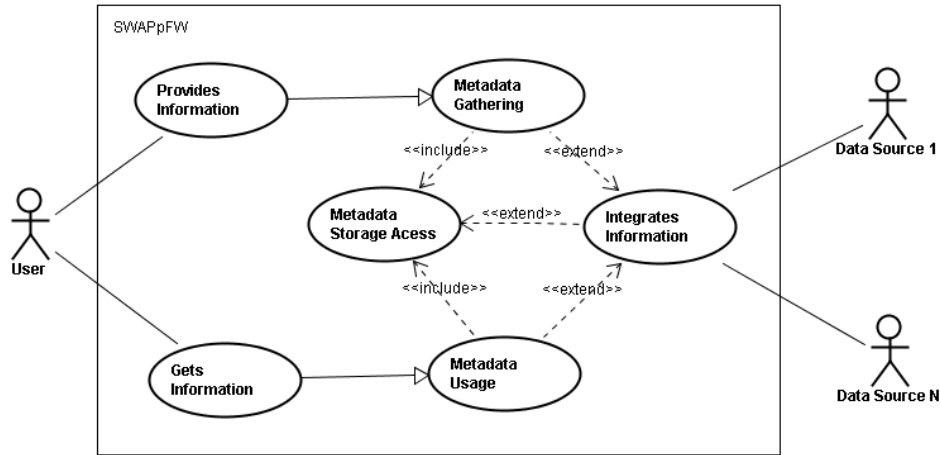 SWAPpFW
Provides
Information
Metadata
Gathering
<<include>>
<<extend>>
Data Source 1
User
Metadata
Storage Acess
<<extend>>
Integrates
Information
<<include>>
<<extend>>
Gets
Information
Metadata
Usage
Data Source N